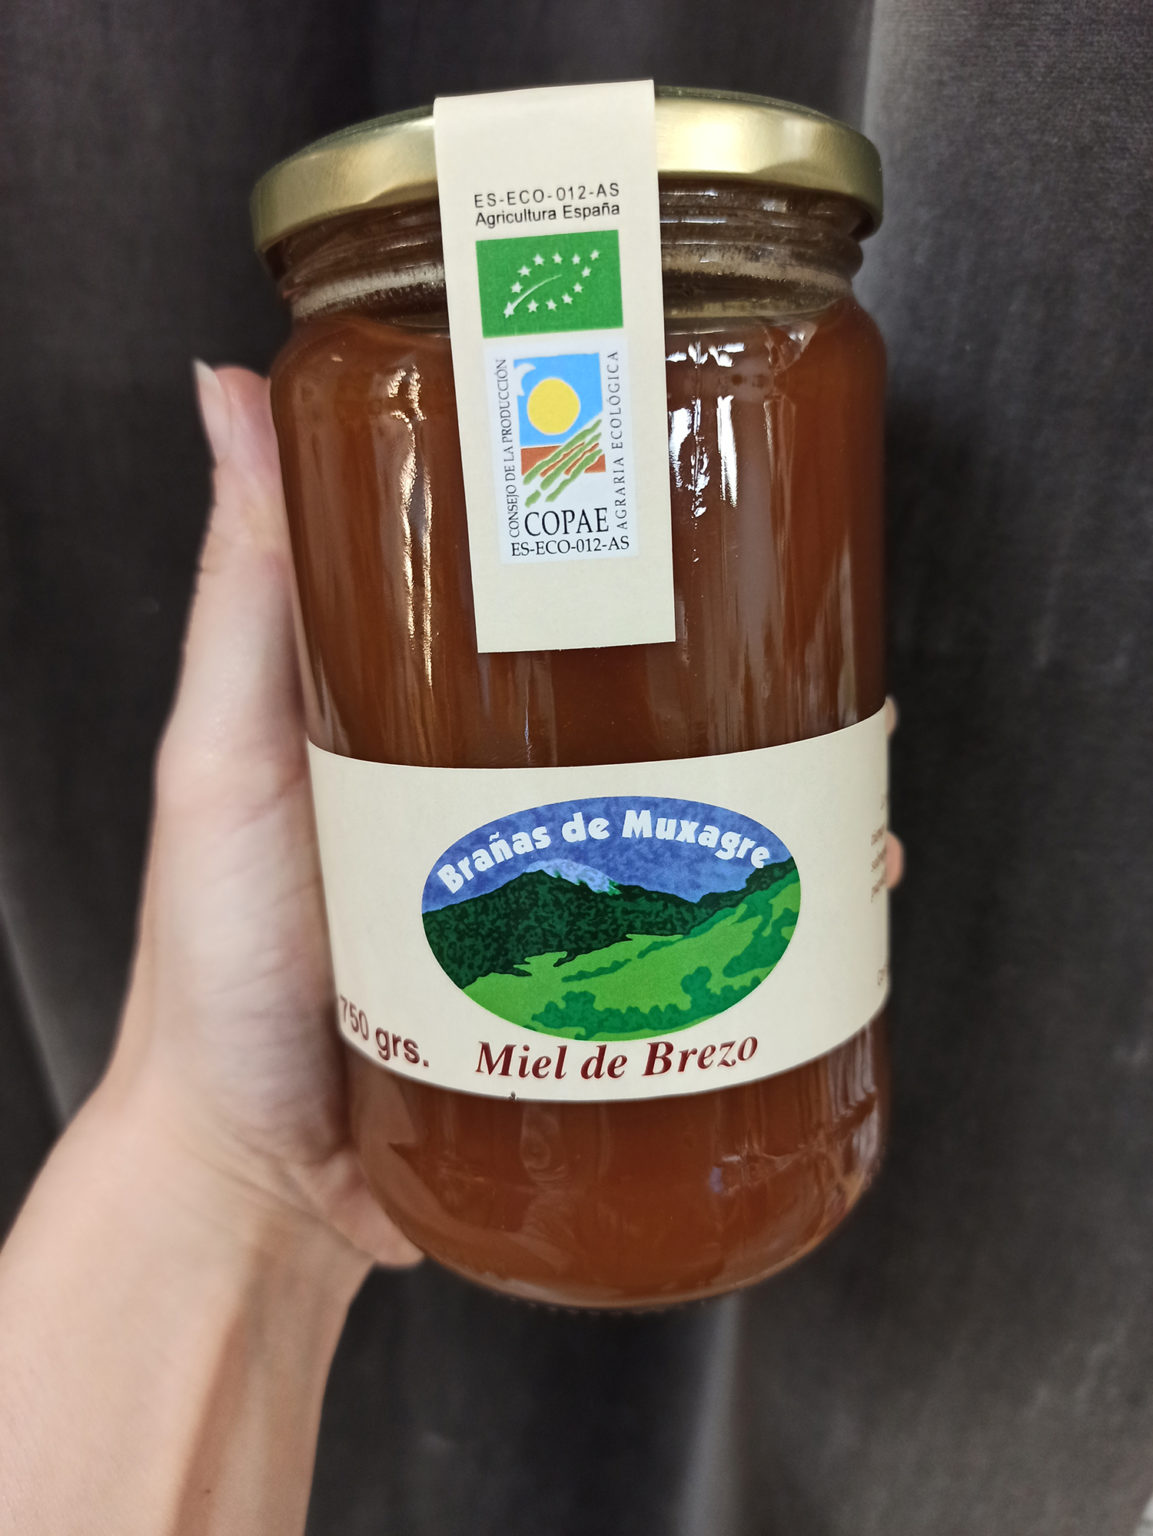 ES-ECO-012-AS
Agricultura España
CONSEJO DE LA PRODUCCIÓN
AGRARIA ECOLÓGICA
COPAE
ES-ECO-012-AS
Brañas de Muxagre
750 grs.
Miel de Brezo